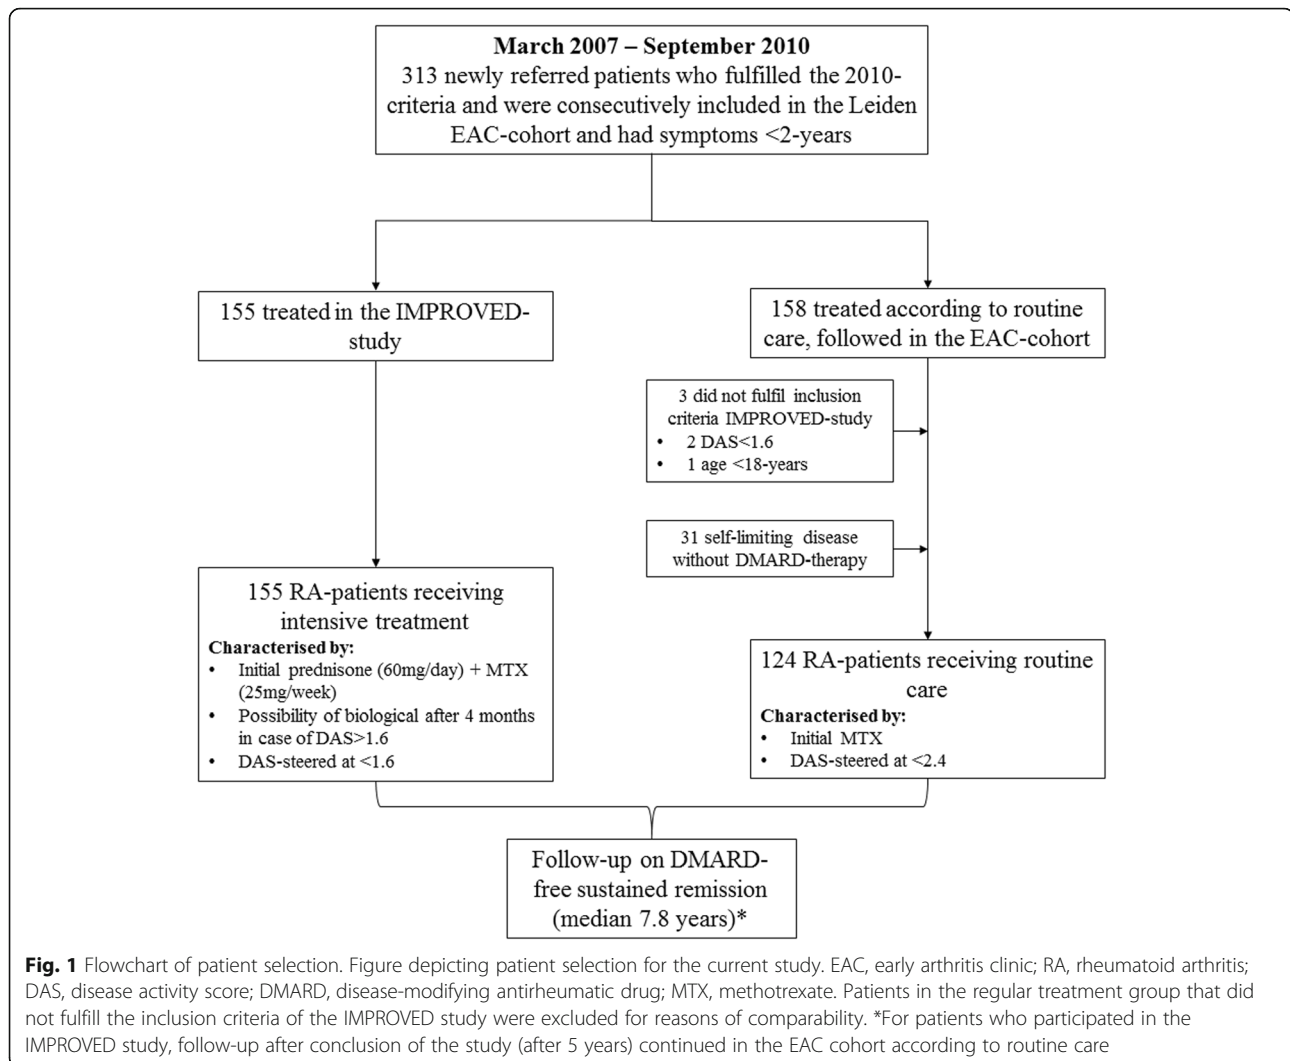 March 2007 – September 2010
313 newly referred patients who fulfilled the 2010-
criteria and were consecutively included in the Leiden
EAC-cohort and had symptoms <2-years
155 treated in the IMPROVED-
study
158 treated according to routine
care, followed in the EAC-cohort
3 did not fulfil inclusion
criteria IMPROVED-study
• 2 DAS<1.6
• 1 age <18-years
31 self-limiting disease
without DMARD-therapy
155 RA-patients receiving
intensive treatment
Characterised by:
• Initial prednisone (60mg/day) + MTX
(25mg/week)
• Possibility of biological after 4 months
in case of DAS>1.6
• DAS-steered at <1.6
124 RA-patients receiving routine
care
Characterised by:
• Initial MTX
• DAS-steered at <2.4
Follow-up on DMARD-
free sustained remission
(median 7.8 years)*
Fig. 1 Flowchart of patient selection. Figure depicting patient selection for the current study. EAC, early arthritis clinic; RA, rheumatoid arthritis;
DAS, disease activity score; DMARD, disease-modifying antirheumatic drug; MTX, methotrexate. Patients in the regular treatment group that did
not fulfill the inclusion criteria of the IMPROVED study were excluded for reasons of comparability. *For patients who participated in the
IMPROVED study, follow-up after conclusion of the study (after 5 years) continued in the EAC cohort according to routine care